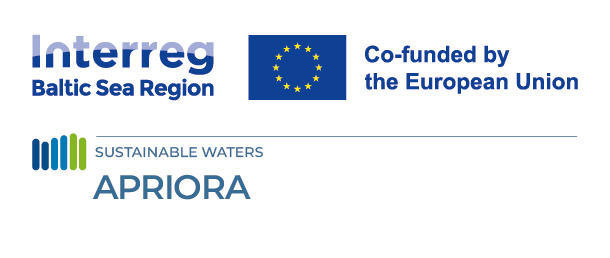 Interreg
Baltic Sea Region
Co-funded by
the European Union
SUSTAINABLE WATERS
APRIORA